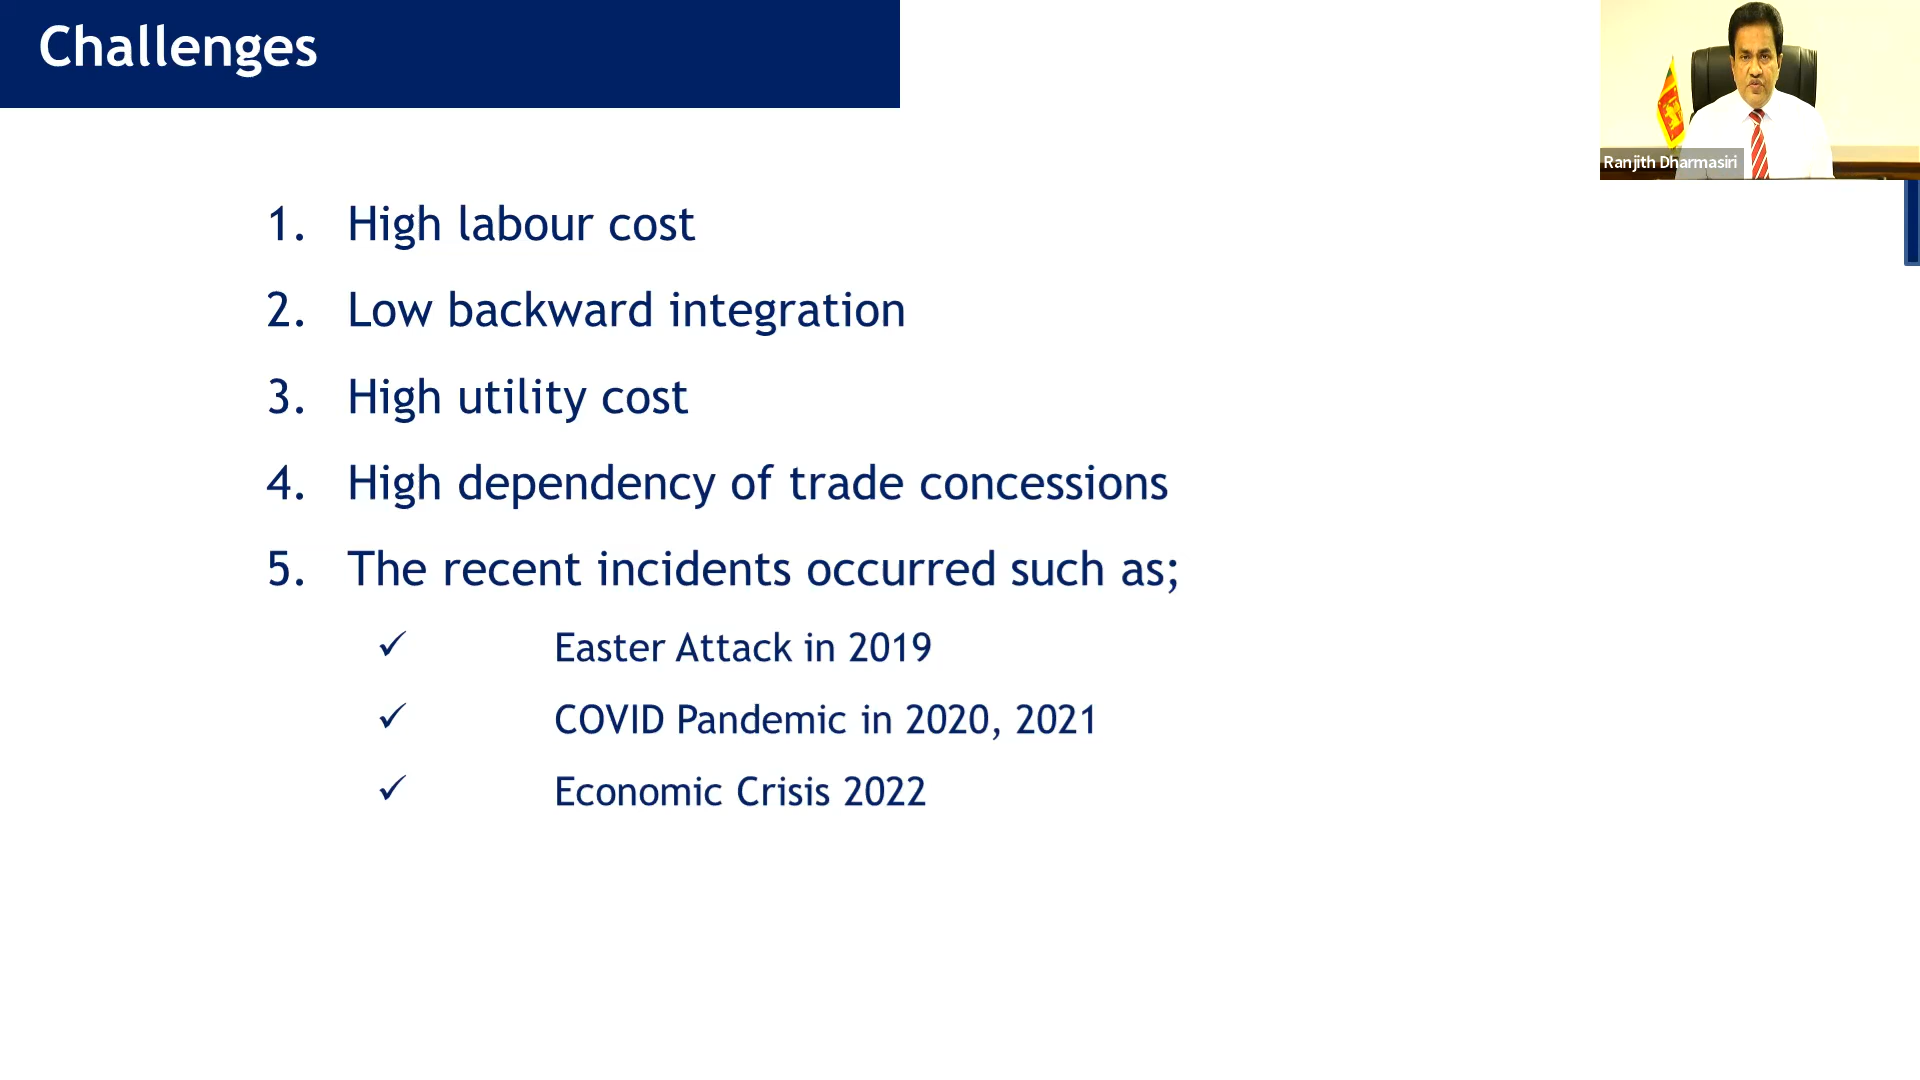 Challenges
Ranjith Dharmasiri
1. High labour cost
2. Low backward integration
3. High utility cost
4. High dependency of trade concessions
5. The recent incidents occurred such as;
✓ Easter Attack in 2019
✓ COVID Pandemic in 2020, 2021
✓ Economic Crisis 2022